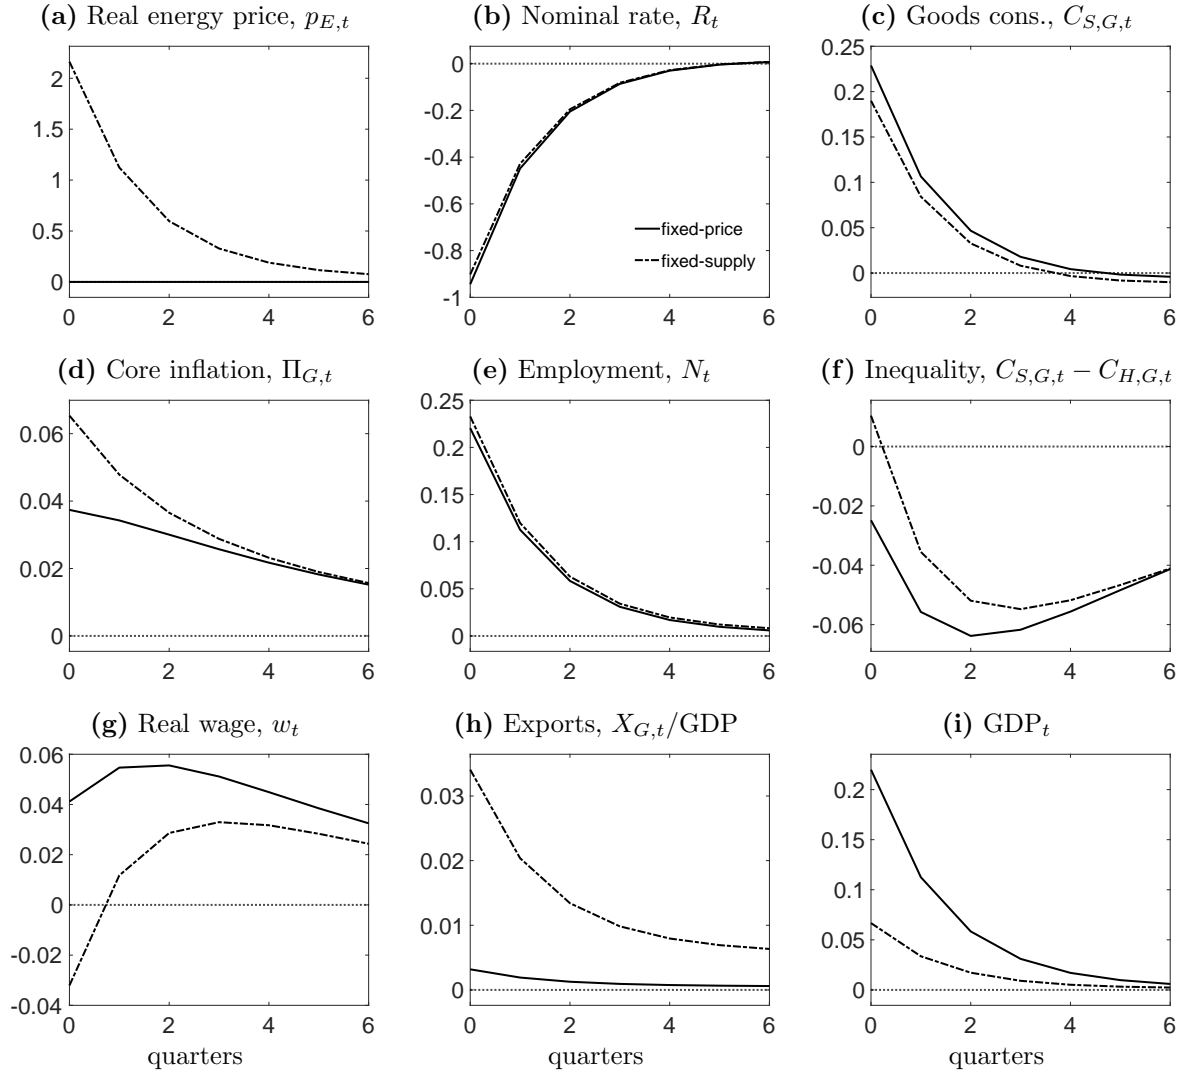 (a) Real energy price, p_{E,t}
(b) Nominal rate, R_t
(c) Goods cons., C_{S,G,t}
2
1.5
1
0.5
0
0 2 4 6
0
-0.2
-0.4
-0.6
-0.8
-1
0 2 4 6
fixed-price
fixed-supply
0.25
0.2
0.15
0.1
0.05
0
0 2 4 6
(d) Core inflation, Π_{G,t}
(e) Employment, N_t
(f) Inequality, C_{S,G,t} − C_{H,G,t}
0.06
0.04
0.02
0
0 2 4 6
0.25
0.2
0.15
0.1
0.05
0
0 2 4 6
0
-0.02
-0.04
-0.06
0 2 4 6
(g) Real wage, w_t
(h) Exports, X_{G,t}/GDP
(i) GDP_t
0.06
0.04
0.02
0
-0.02
-0.04
0 2 4 6
quarters
0.03
0.02
0.01
0
0 2 4 6
quarters
0.2
0.15
0.1
0.05
0
0 2 4 6
quarters